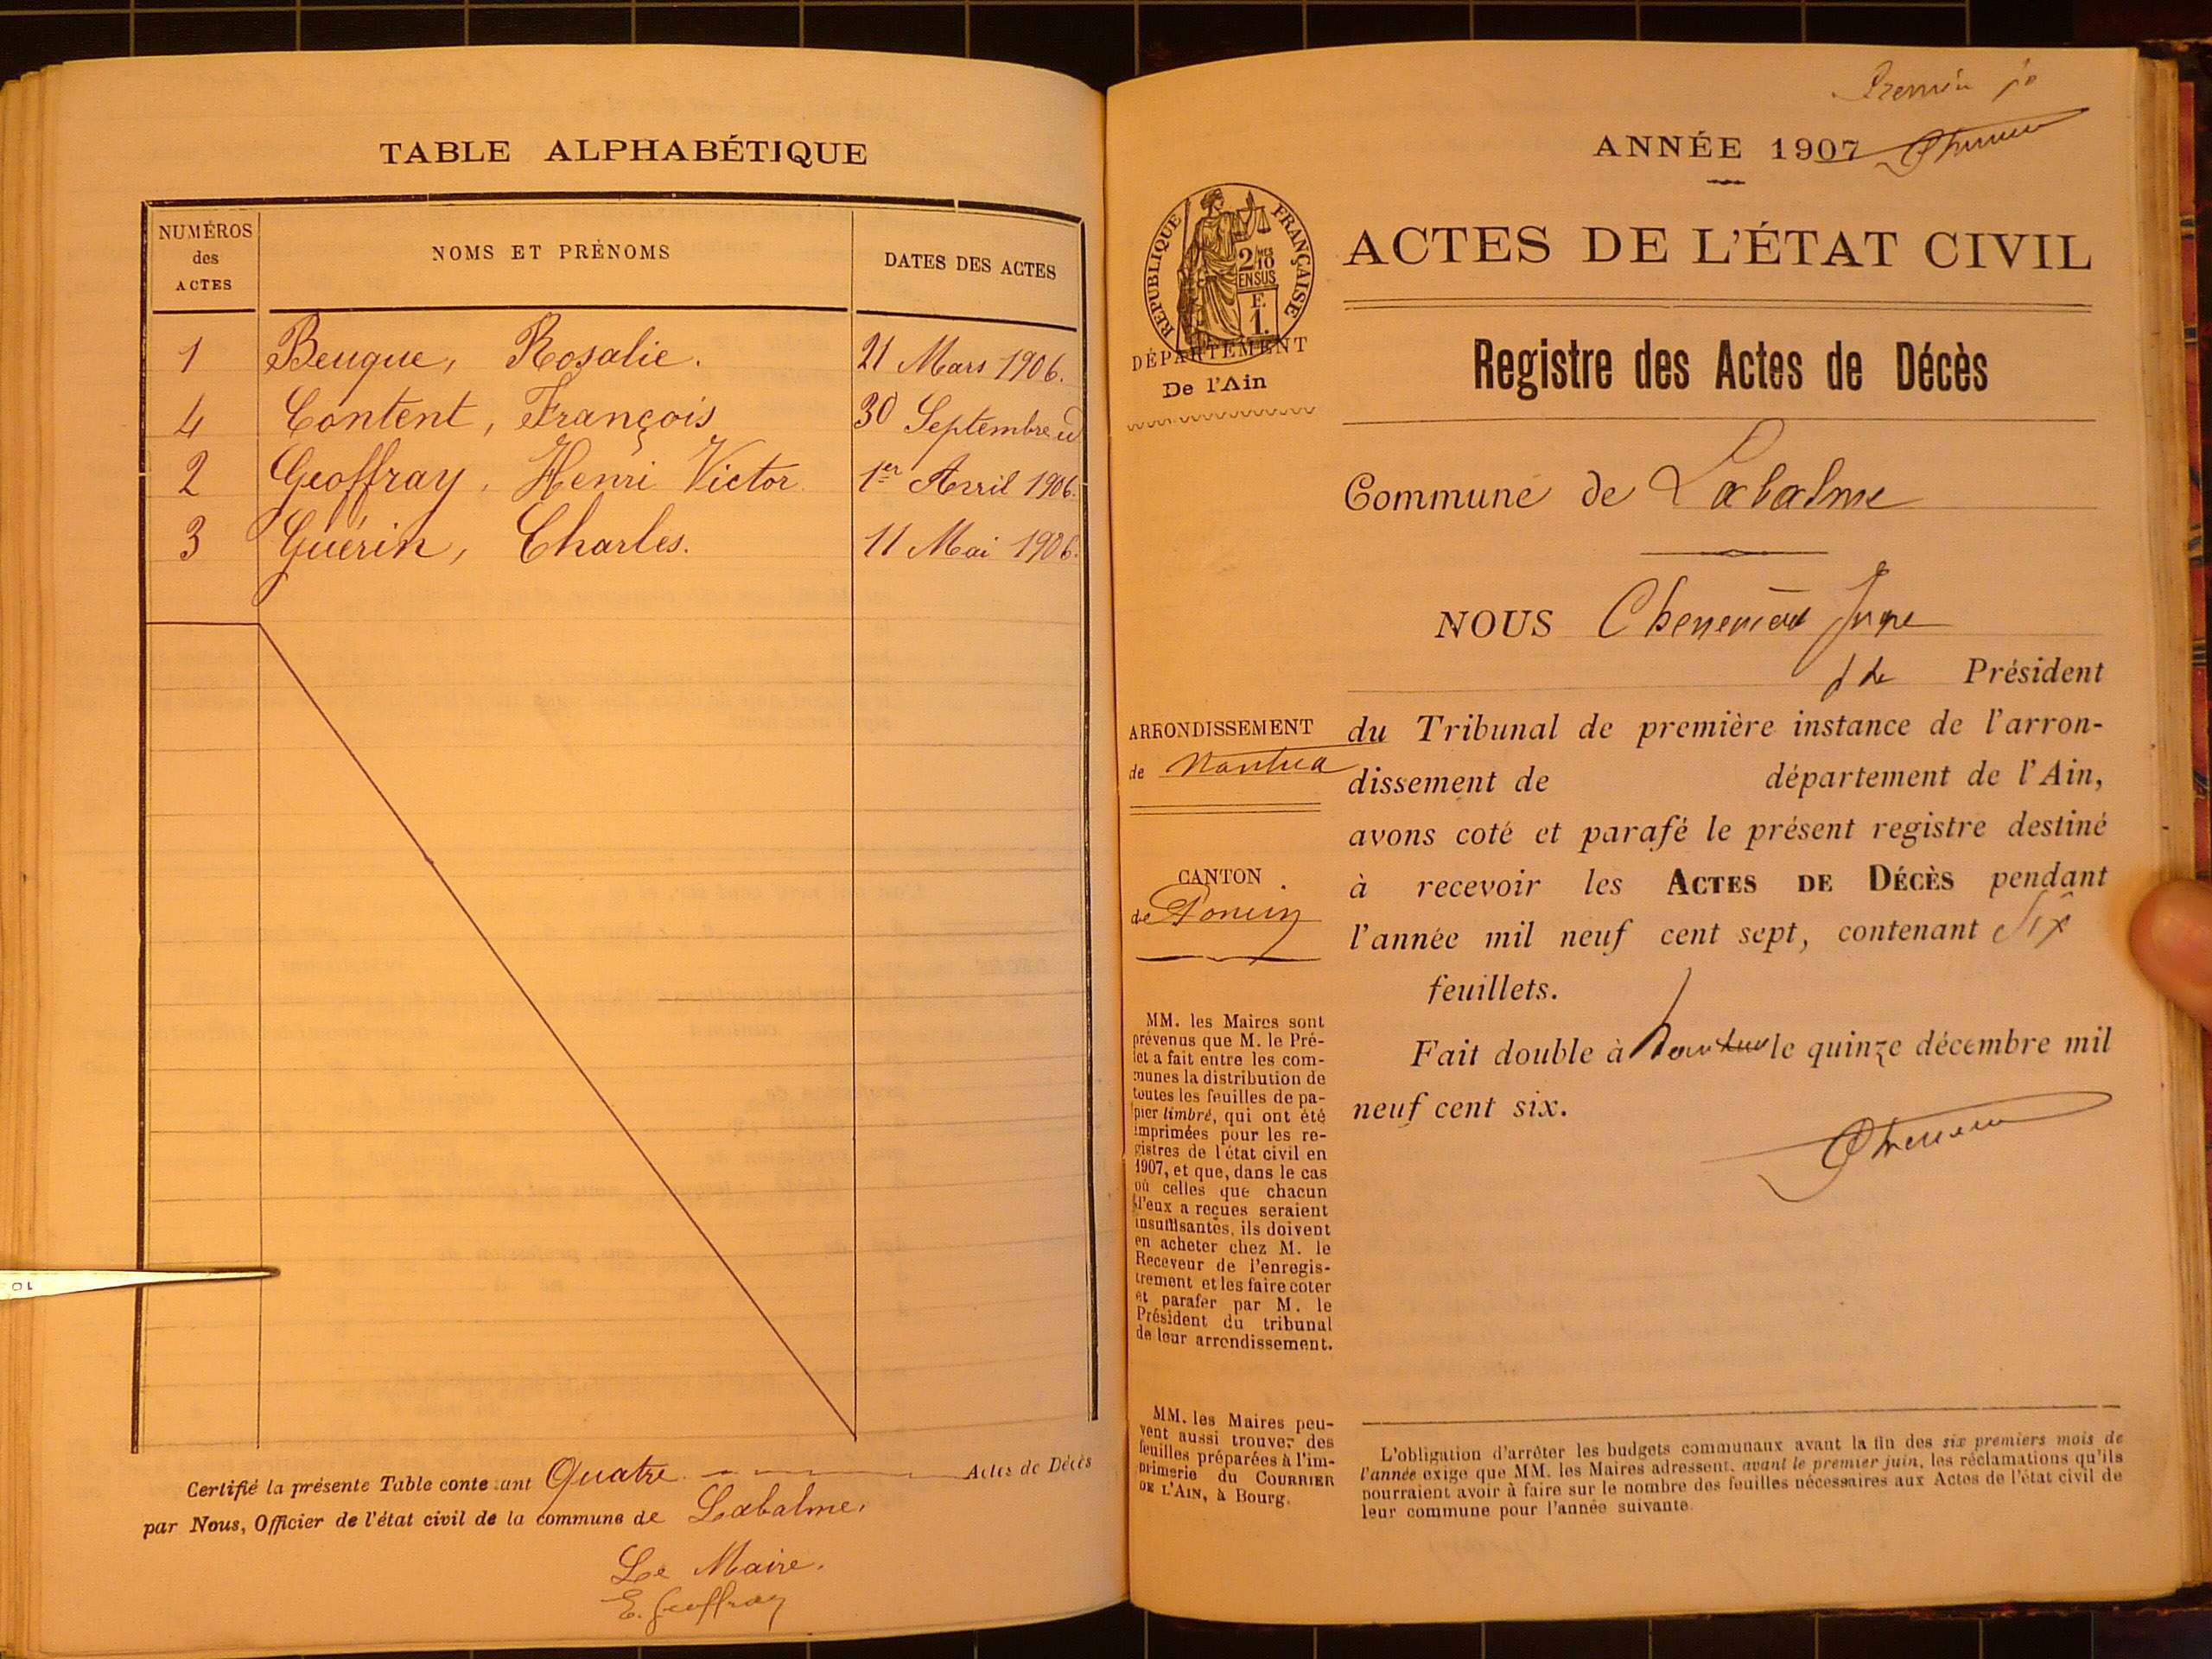 TABLE ALPHABÉTIQUE
NUMÉROS des ACTES
NOMS ET PRÉNOMS
DATES DES ACTES
1 Beuque, Rosalie. 21 Mars 1906.
4 Content, François 30 Septembre id
2 Geoffray, Henri Victor 1er Avril 1906.
3 Guérin, Charles. 11 Mai 1906.
Certifié la présente Table contenant Quatre Actes de Décès
par Nous, Officier de l'état civil de la commune de Labalme.
Le Maire.
E. Geoffray
10
ANNÉE 1907
RÉPUBLIQUE FRANÇAISE
2/10 MES
EN SUS
F.
1.
ACTES DE L'ÉTAT CIVIL
DÉPARTEMENT
De l'Ain
Registre des Actes de Décès
Commune de Labalme
NOUS
Président
ARRONDISSEMENT
de Nantua
du Tribunal de première instance de l'arron-
dissement de département de l'Ain,
avons coté et parafé le présent registre destiné
CANTON
de Poncin
à recevoir les ACTES DE DÉCÈS pendant
l'année mil neuf cent sept, contenant Six
feuillets.
Fait double à Nantua le quinze décembre mil
neuf cent six.
MM. les Maires sont
prévenus que M. le Pré-
fet a fait entre les com-
munes la distribution de
toutes les feuilles de pa-
pier timbré, qui ont été
imprimées pour les re-
gistres de l'état civil en
1907, et que, dans le cas
où celles que chacun
d'eux a reçues seraient
insuffisantes, ils doivent
en acheter chez M. le
Receveur de l'enregis-
trement et les faire coter
et parafer par M. le
Président du tribunal
de leur arrondissement.
MM. les Maires peu-
vent aussi trouver des
feuilles préparées à l'im-
primerie du COURRIER
DE L'AIN, à Bourg.
L'obligation d'arrêter les budgets communaux avant la fin des six premiers mois de
l'année exige que MM. les Maires adressent, avant le premier juin, les réclamations qu'ils
pourraient avoir à faire sur le nombre des feuilles nécessaires aux Actes de l'état civil de
leur commune pour l'année suivante.